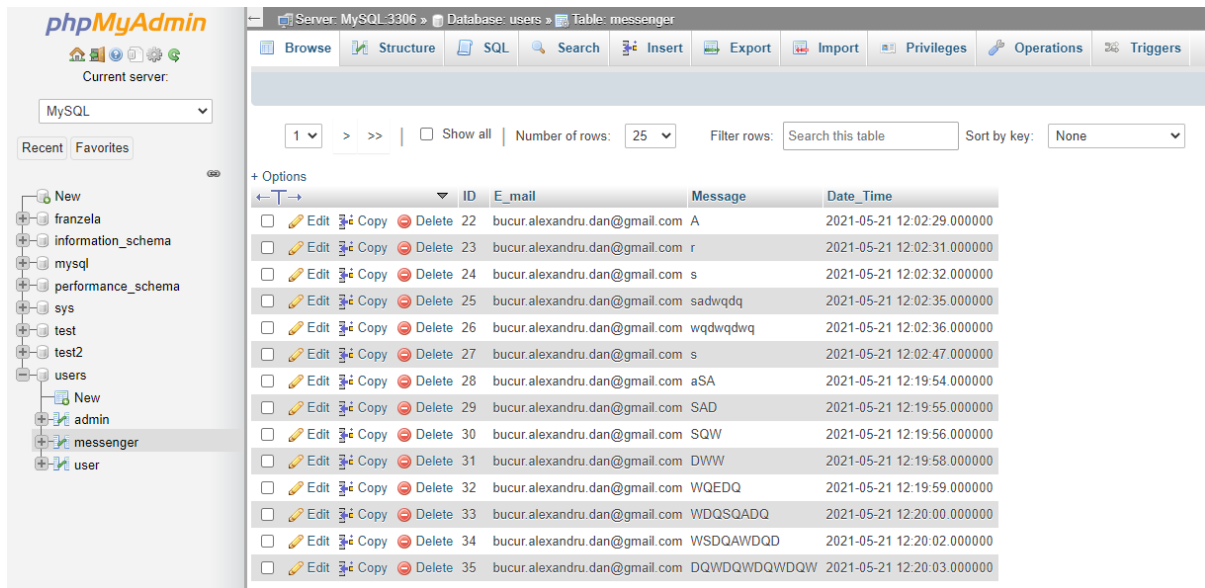 phpMyAdmin
Current server:
MySQL
Recent Favorites
New
franzela
information_schema
mysql
performance_schema
sys
test
test2
users
New
admin
messenger
user
← Server: MySQL:3306 » Database: users » Table: messenger
Browse Structure SQL Search Insert Export Import Privileges Operations Triggers
1 > >> | Show all | Number of rows: 25 Filter rows: Search this table Sort by key: None
+ Options
←T→ ID E_mail Message Date_Time
Edit Copy Delete 22 bucur.alexandru.dan@gmail.com A 2021-05-21 12:02:29.000000
Edit Copy Delete 23 bucur.alexandru.dan@gmail.com r 2021-05-21 12:02:31.000000
Edit Copy Delete 24 bucur.alexandru.dan@gmail.com s 2021-05-21 12:02:32.000000
Edit Copy Delete 25 bucur.alexandru.dan@gmail.com sadwqdq 2021-05-21 12:02:35.000000
Edit Copy Delete 26 bucur.alexandru.dan@gmail.com wqdwqdwq 2021-05-21 12:02:36.000000
Edit Copy Delete 27 bucur.alexandru.dan@gmail.com s 2021-05-21 12:02:47.000000
Edit Copy Delete 28 bucur.alexandru.dan@gmail.com aSA 2021-05-21 12:19:54.000000
Edit Copy Delete 29 bucur.alexandru.dan@gmail.com SAD 2021-05-21 12:19:55.000000
Edit Copy Delete 30 bucur.alexandru.dan@gmail.com SQW 2021-05-21 12:19:56.000000
Edit Copy Delete 31 bucur.alexandru.dan@gmail.com DWW 2021-05-21 12:19:58.000000
Edit Copy Delete 32 bucur.alexandru.dan@gmail.com WQEDQ 2021-05-21 12:19:59.000000
Edit Copy Delete 33 bucur.alexandru.dan@gmail.com WDQSQADQ 2021-05-21 12:20:00.000000
Edit Copy Delete 34 bucur.alexandru.dan@gmail.com WSDQAWDQD 2021-05-21 12:20:02.000000
Edit Copy Delete 35 bucur.alexandru.dan@gmail.com DQWDQWDQWDQW 2021-05-21 12:20:03.000000